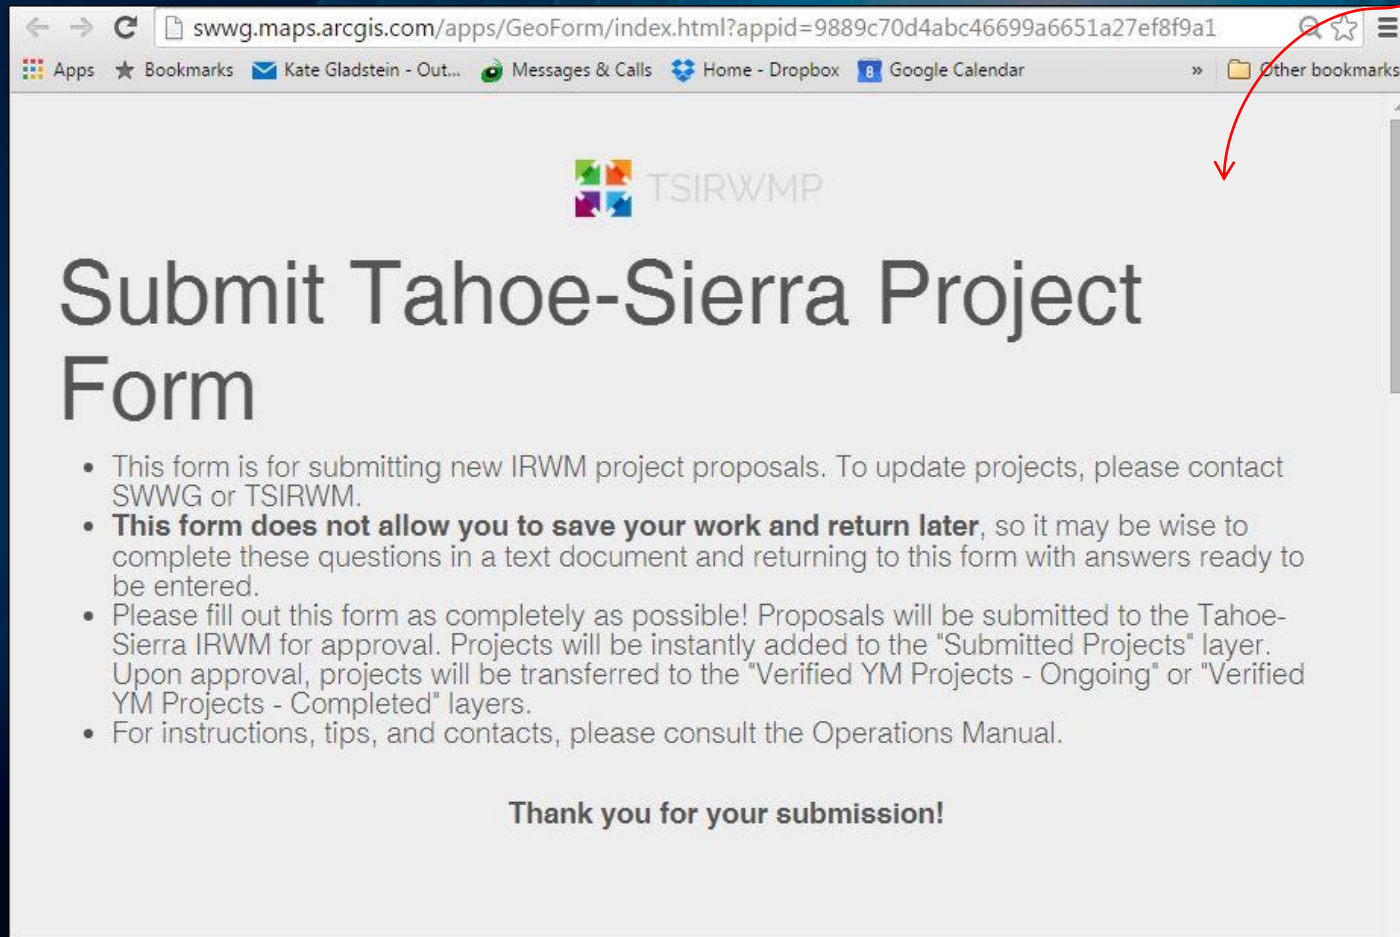 swwg.maps.arcgis.com/apps/GeoForm/index.html?appid=9889c70d4abc46699a6651a27ef8f9a1
Apps Bookmarks Kate Gladstein - Out... Messages & Calls Home - Dropbox 8 Google Calendar » Other bookmarks
TSIRWMP
Submit Tahoe-Sierra Project
Form
• This form is for submitting new IRWM project proposals. To update projects, please contact
SWWG or TSIRWM.
• This form does not allow you to save your work and return later, so it may be wise to
complete these questions in a text document and returning to this form with answers ready to
be entered.
• Please fill out this form as completely as possible! Proposals will be submitted to the Tahoe-
Sierra IRWM for approval. Projects will be instantly added to the "Submitted Projects" layer.
Upon approval, projects will be transferred to the "Verified YM Projects - Ongoing" or "Verified
YM Projects - Completed" layers.
• For instructions, tips, and contacts, please consult the Operations Manual.
Thank you for your submission!